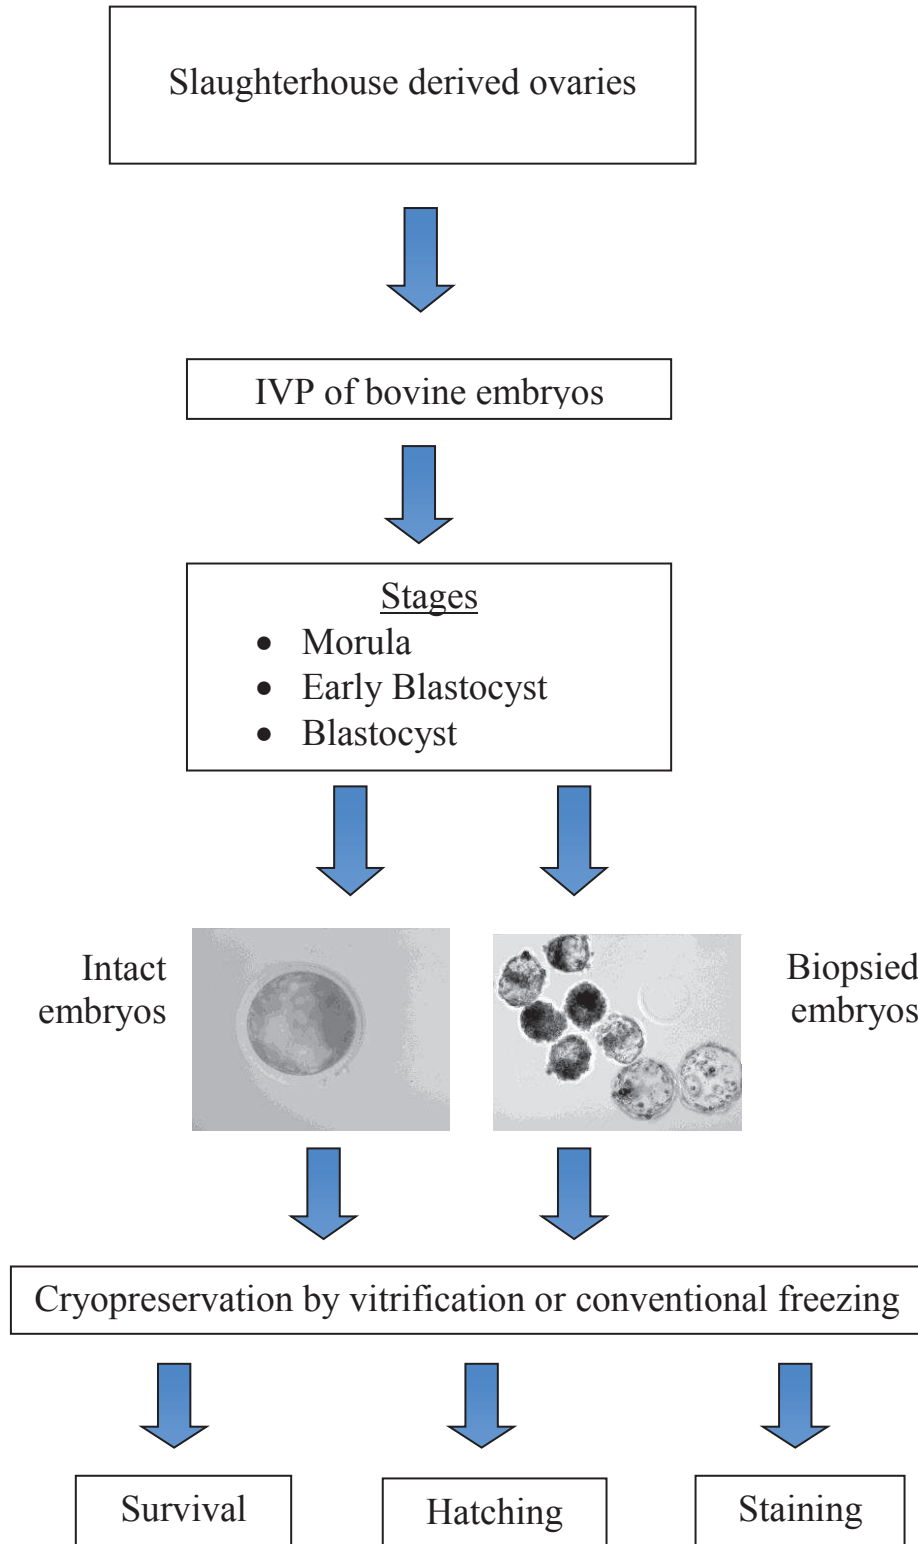 Slaughterhouse derived ovaries
IVP of bovine embryos
Stages
• Morula
• Early Blastocyst
• Blastocyst
Intact
embryos
Biopsied
embryos
Cryopreservation by vitrification or conventional freezing
Survival
Hatching
Staining